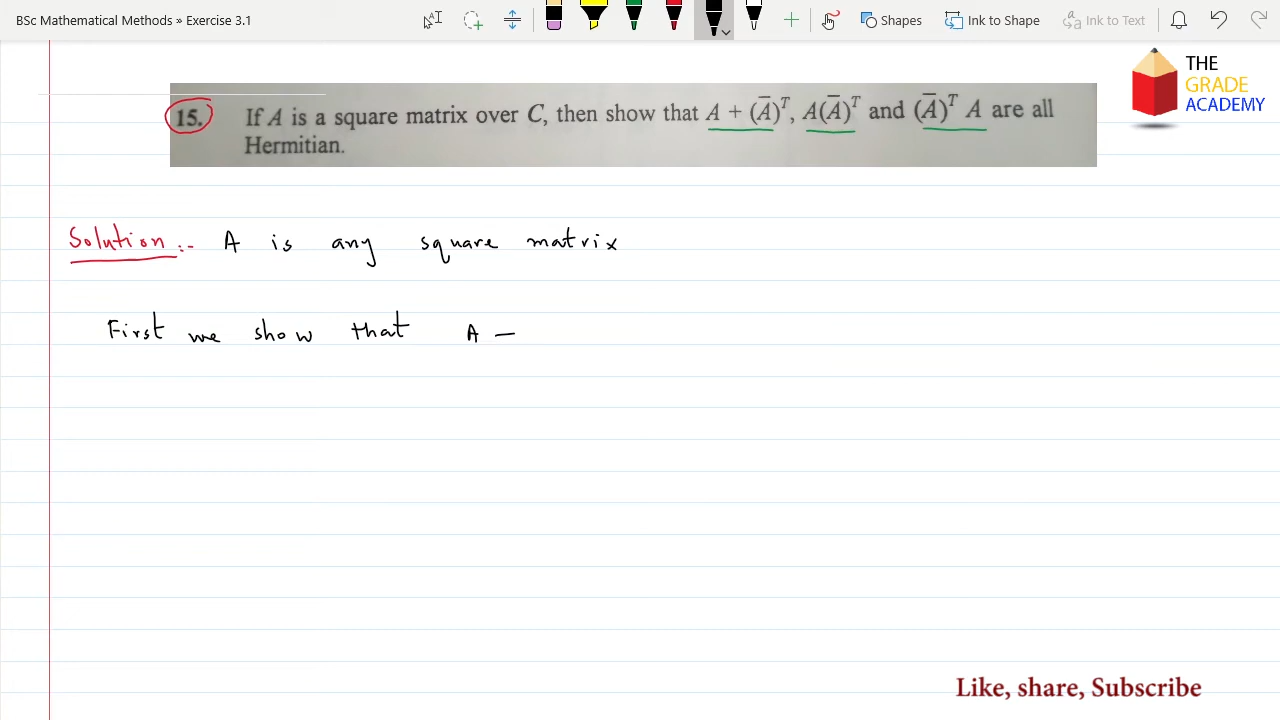 BSc Mathematical Methods » Exercise 3.1
Shapes
Ink to Shape
Ink to Text
THE
GRADE
ACADEMY
15. If A is a square matrix over C, then show that A + (A̅)ᵀ, A(A̅)ᵀ and (A̅)ᵀ A are all
Hermitian.
Solution:- A is any square matrix
First we show that A –
Like, share, Subscribe